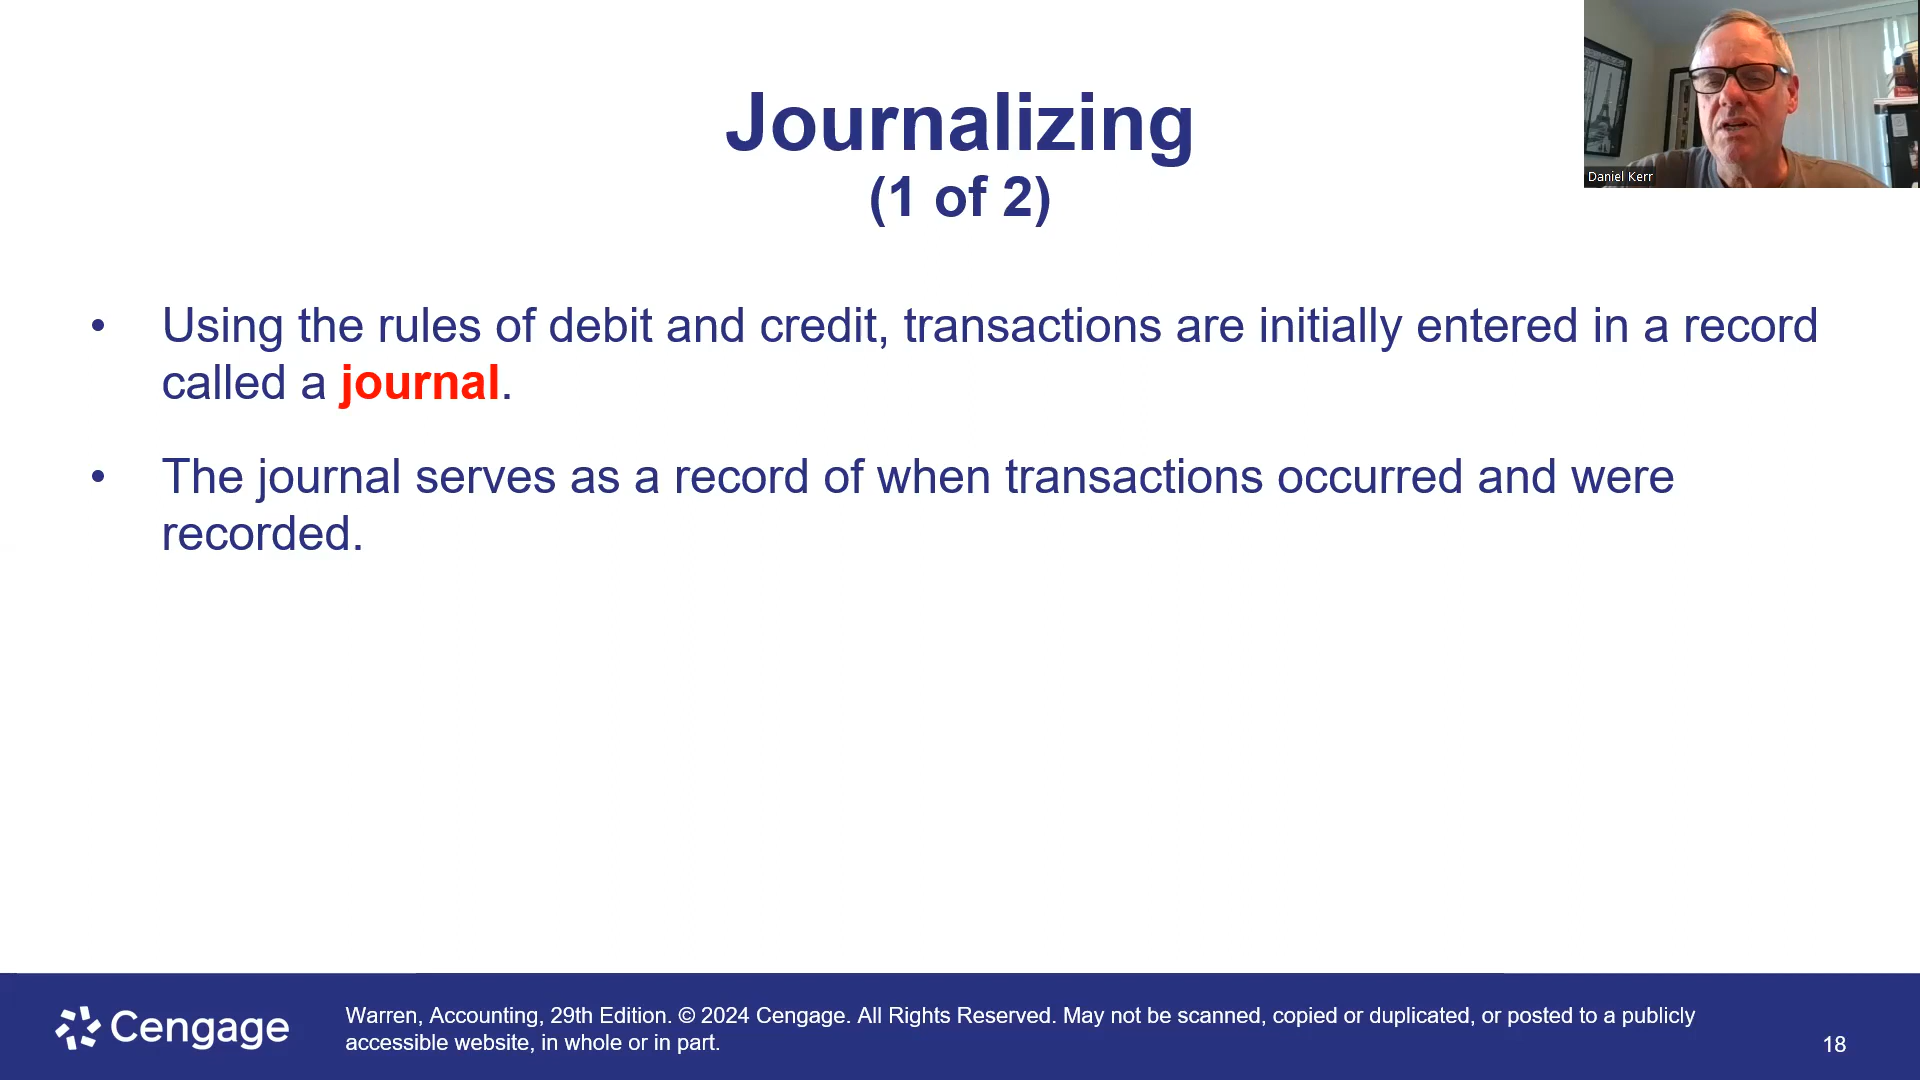 Journalizing
(1 of 2)
Daniel Kerr
• Using the rules of debit and credit, transactions are initially entered in a record
called a journal.
• The journal serves as a record of when transactions occurred and were
recorded.
Cengage
Warren, Accounting, 29th Edition. © 2024 Cengage. All Rights Reserved. May not be scanned, copied or duplicated, or posted to a publicly
accessible website, in whole or in part.
18